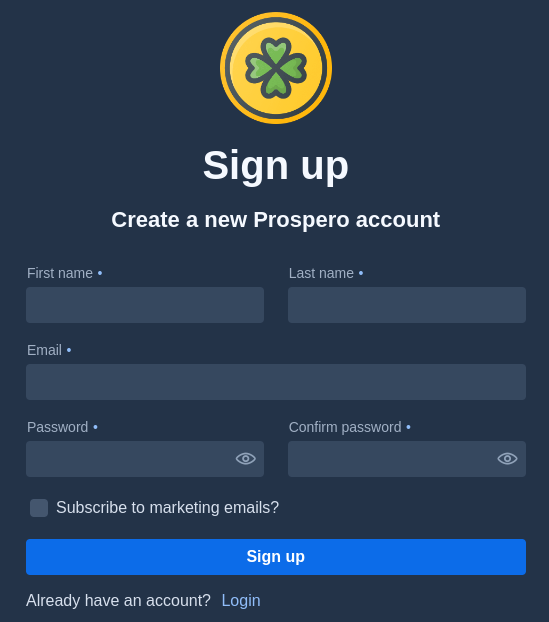 Sign up
Create a new Prospero account
First name •
Last name •
Email •
Password •
Confirm password •
Subscribe to marketing emails?
Sign up
Already have an account? Login